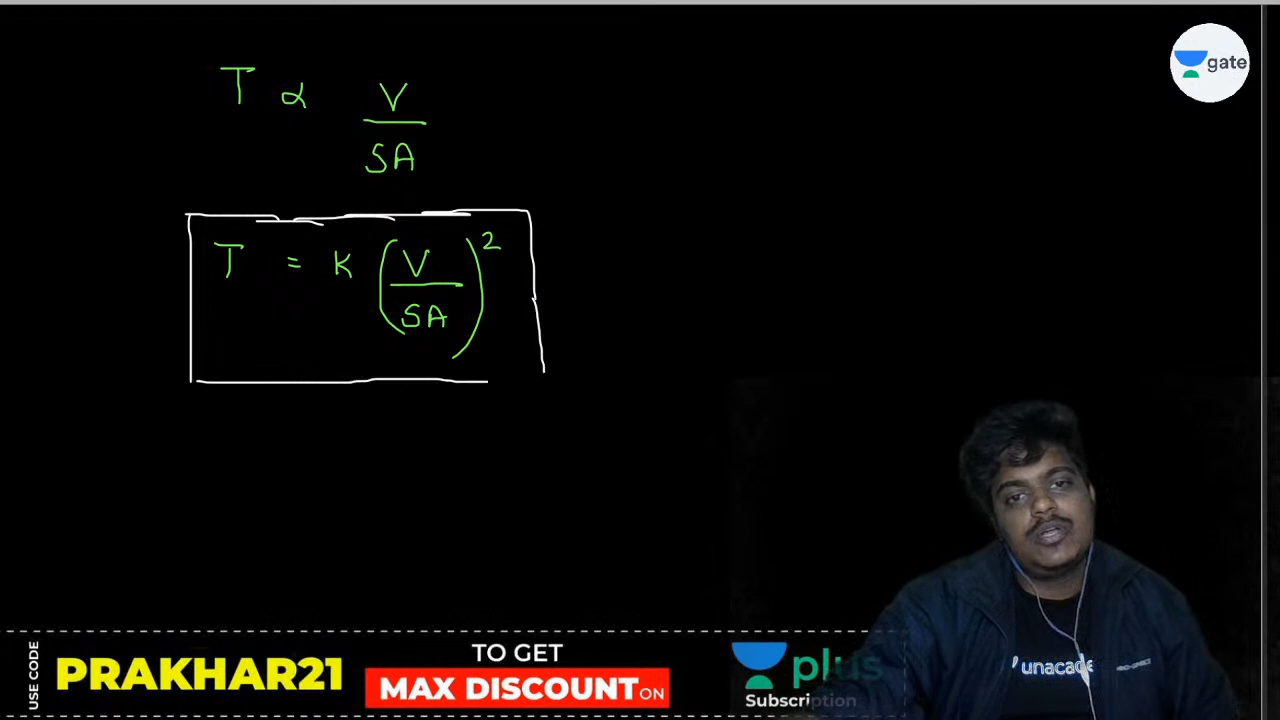 gate
T ∝ V/SA
T = K (V/SA)²
USE CODE
PRAKHAR21
TO GET
MAX DISCOUNT ON
plus
Subscription
unacade